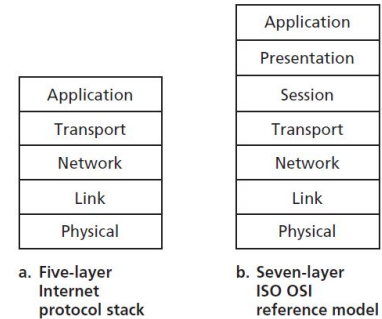 Application
Transport
Network
Link
Physical
a. Five-layer
Internet
protocol stack
Application
Presentation
Session
Transport
Network
Link
Physical
b. Seven-layer
ISO OSI
reference model